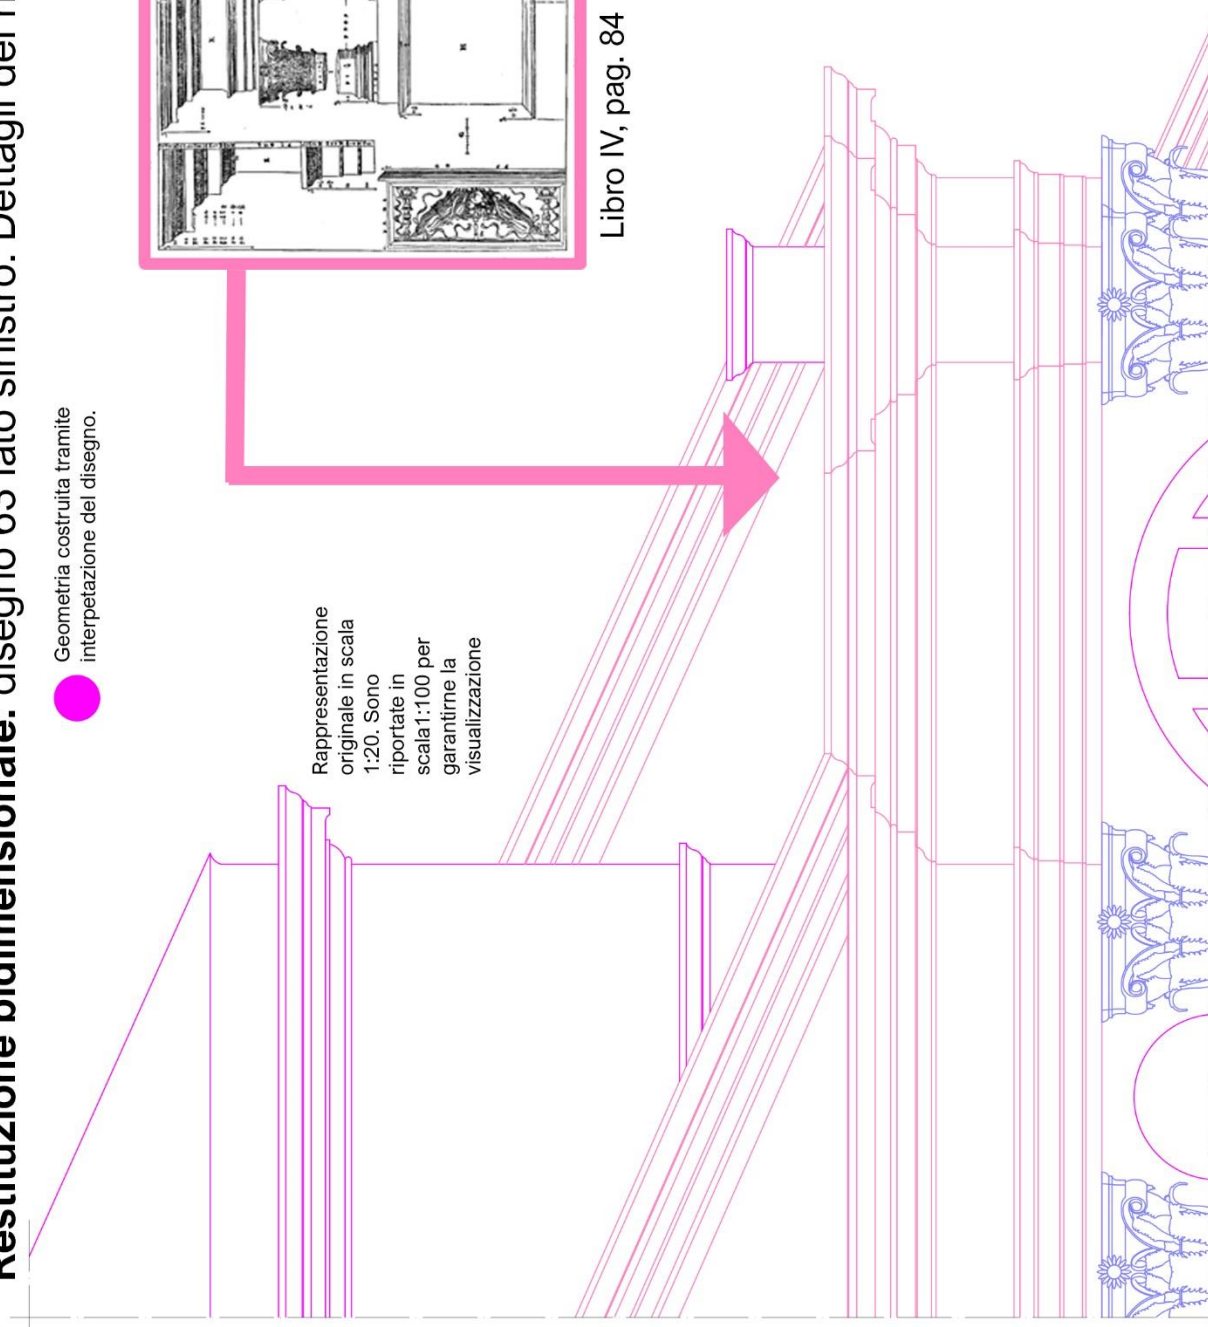 Restituzione bidimensionale. disegno 63 lato sinistro. Dettagli dei
Geometria costruita tramite
interpetazione del disegno.
Rappresentazione
originale in scala
1:20. Sono
riportate in
scala1:100 per
garantirne la
visualizzazione
Libro IV, pag. 84